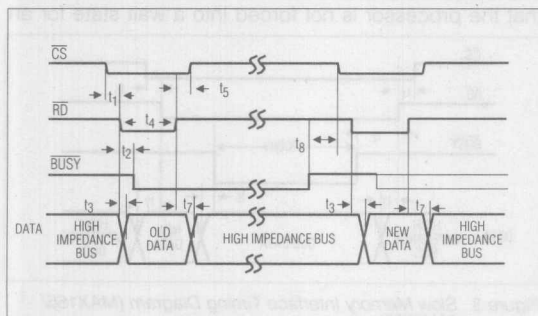 that the processor is not forced into a wait state for an
CS
t1
t5
RD
t4
t2
t8
BUSY
t3
t7
t3
t7
DATA
HIGH IMPEDANCE BUS
OLD DATA
HIGH IMPEDANCE BUS
NEW DATA
HIGH IMPEDANCE BUS
Figure 3 Slow Memory Interface Timing Diagram